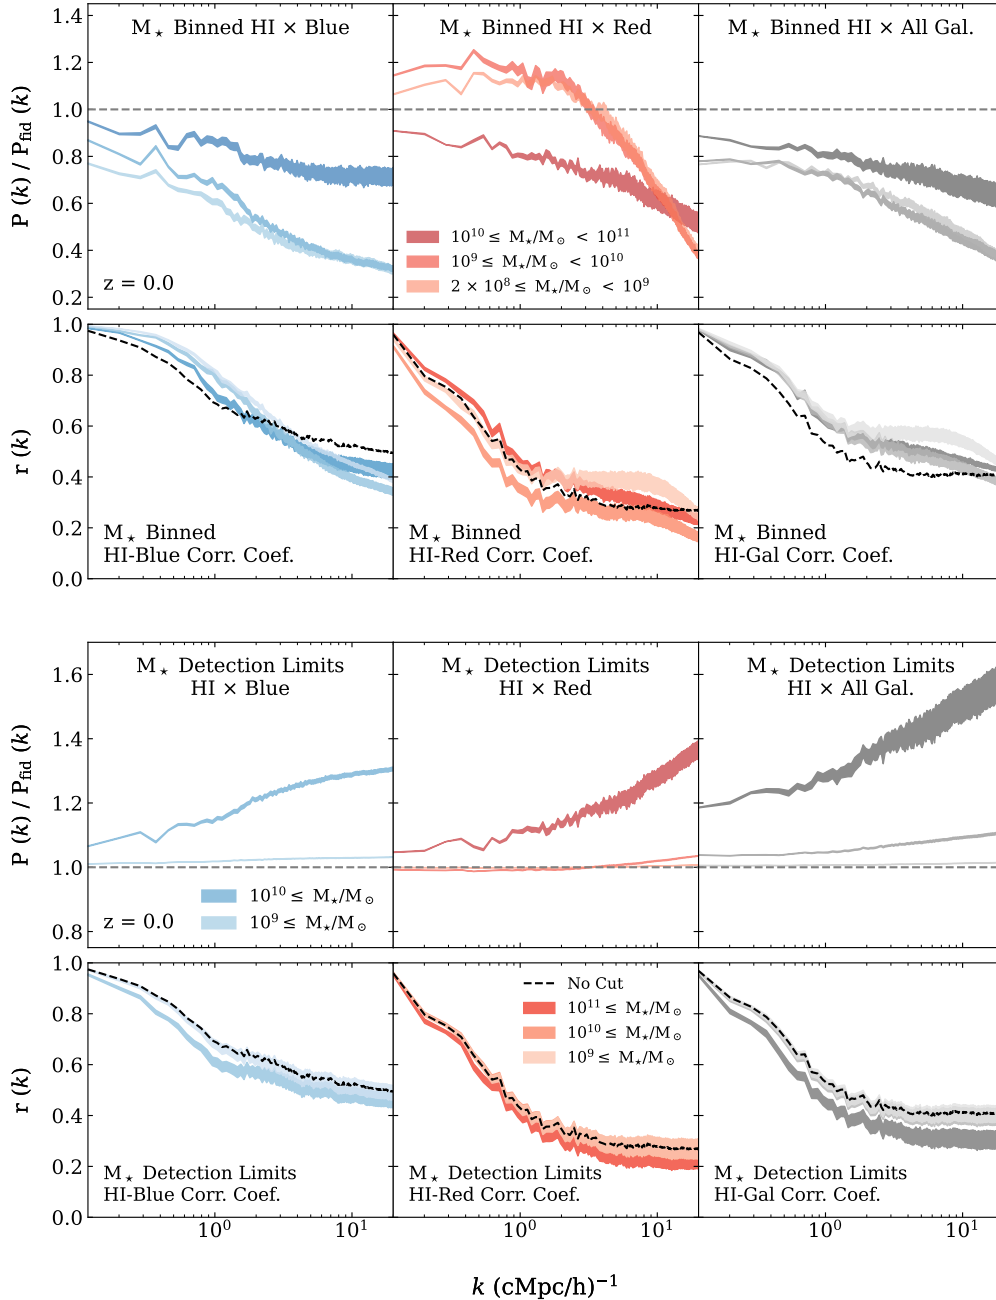 M⋆ Binned HI × Blue
M⋆ Binned HI × Red
M⋆ Binned HI × All Gal.
P (k) / P_fid (k)
1.4
1.2
1.0
0.8
0.6
0.4
0.2
z = 0.0
10^10 ≤ M⋆/M⊙ < 10^11
10^9 ≤ M⋆/M⊙ < 10^10
2 × 10^8 ≤ M⋆/M⊙ < 10^9
r (k)
1.0
0.8
0.6
0.4
0.2
0.0
M⋆ Binned
HI-Blue Corr. Coef.
M⋆ Binned
HI-Red Corr. Coef.
M⋆ Binned
HI-Gal Corr. Coef.
M⋆ Detection Limits
HI × Blue
M⋆ Detection Limits
HI × Red
M⋆ Detection Limits
HI × All Gal.
P (k) / P_fid (k)
1.6
1.4
1.2
1.0
0.8
z = 0.0
10^10 ≤ M⋆/M⊙
10^9 ≤ M⋆/M⊙
r (k)
1.0
0.8
0.6
0.4
0.2
0.0
No Cut
10^11 ≤ M⋆/M⊙
10^10 ≤ M⋆/M⊙
10^9 ≤ M⋆/M⊙
M⋆ Detection Limits
HI-Blue Corr. Coef.
M⋆ Detection Limits
HI-Red Corr. Coef.
M⋆ Detection Limits
HI-Gal Corr. Coef.
10^0 10^1 10^0 10^1 10^0 10^1
k (cMpc/h)^−1